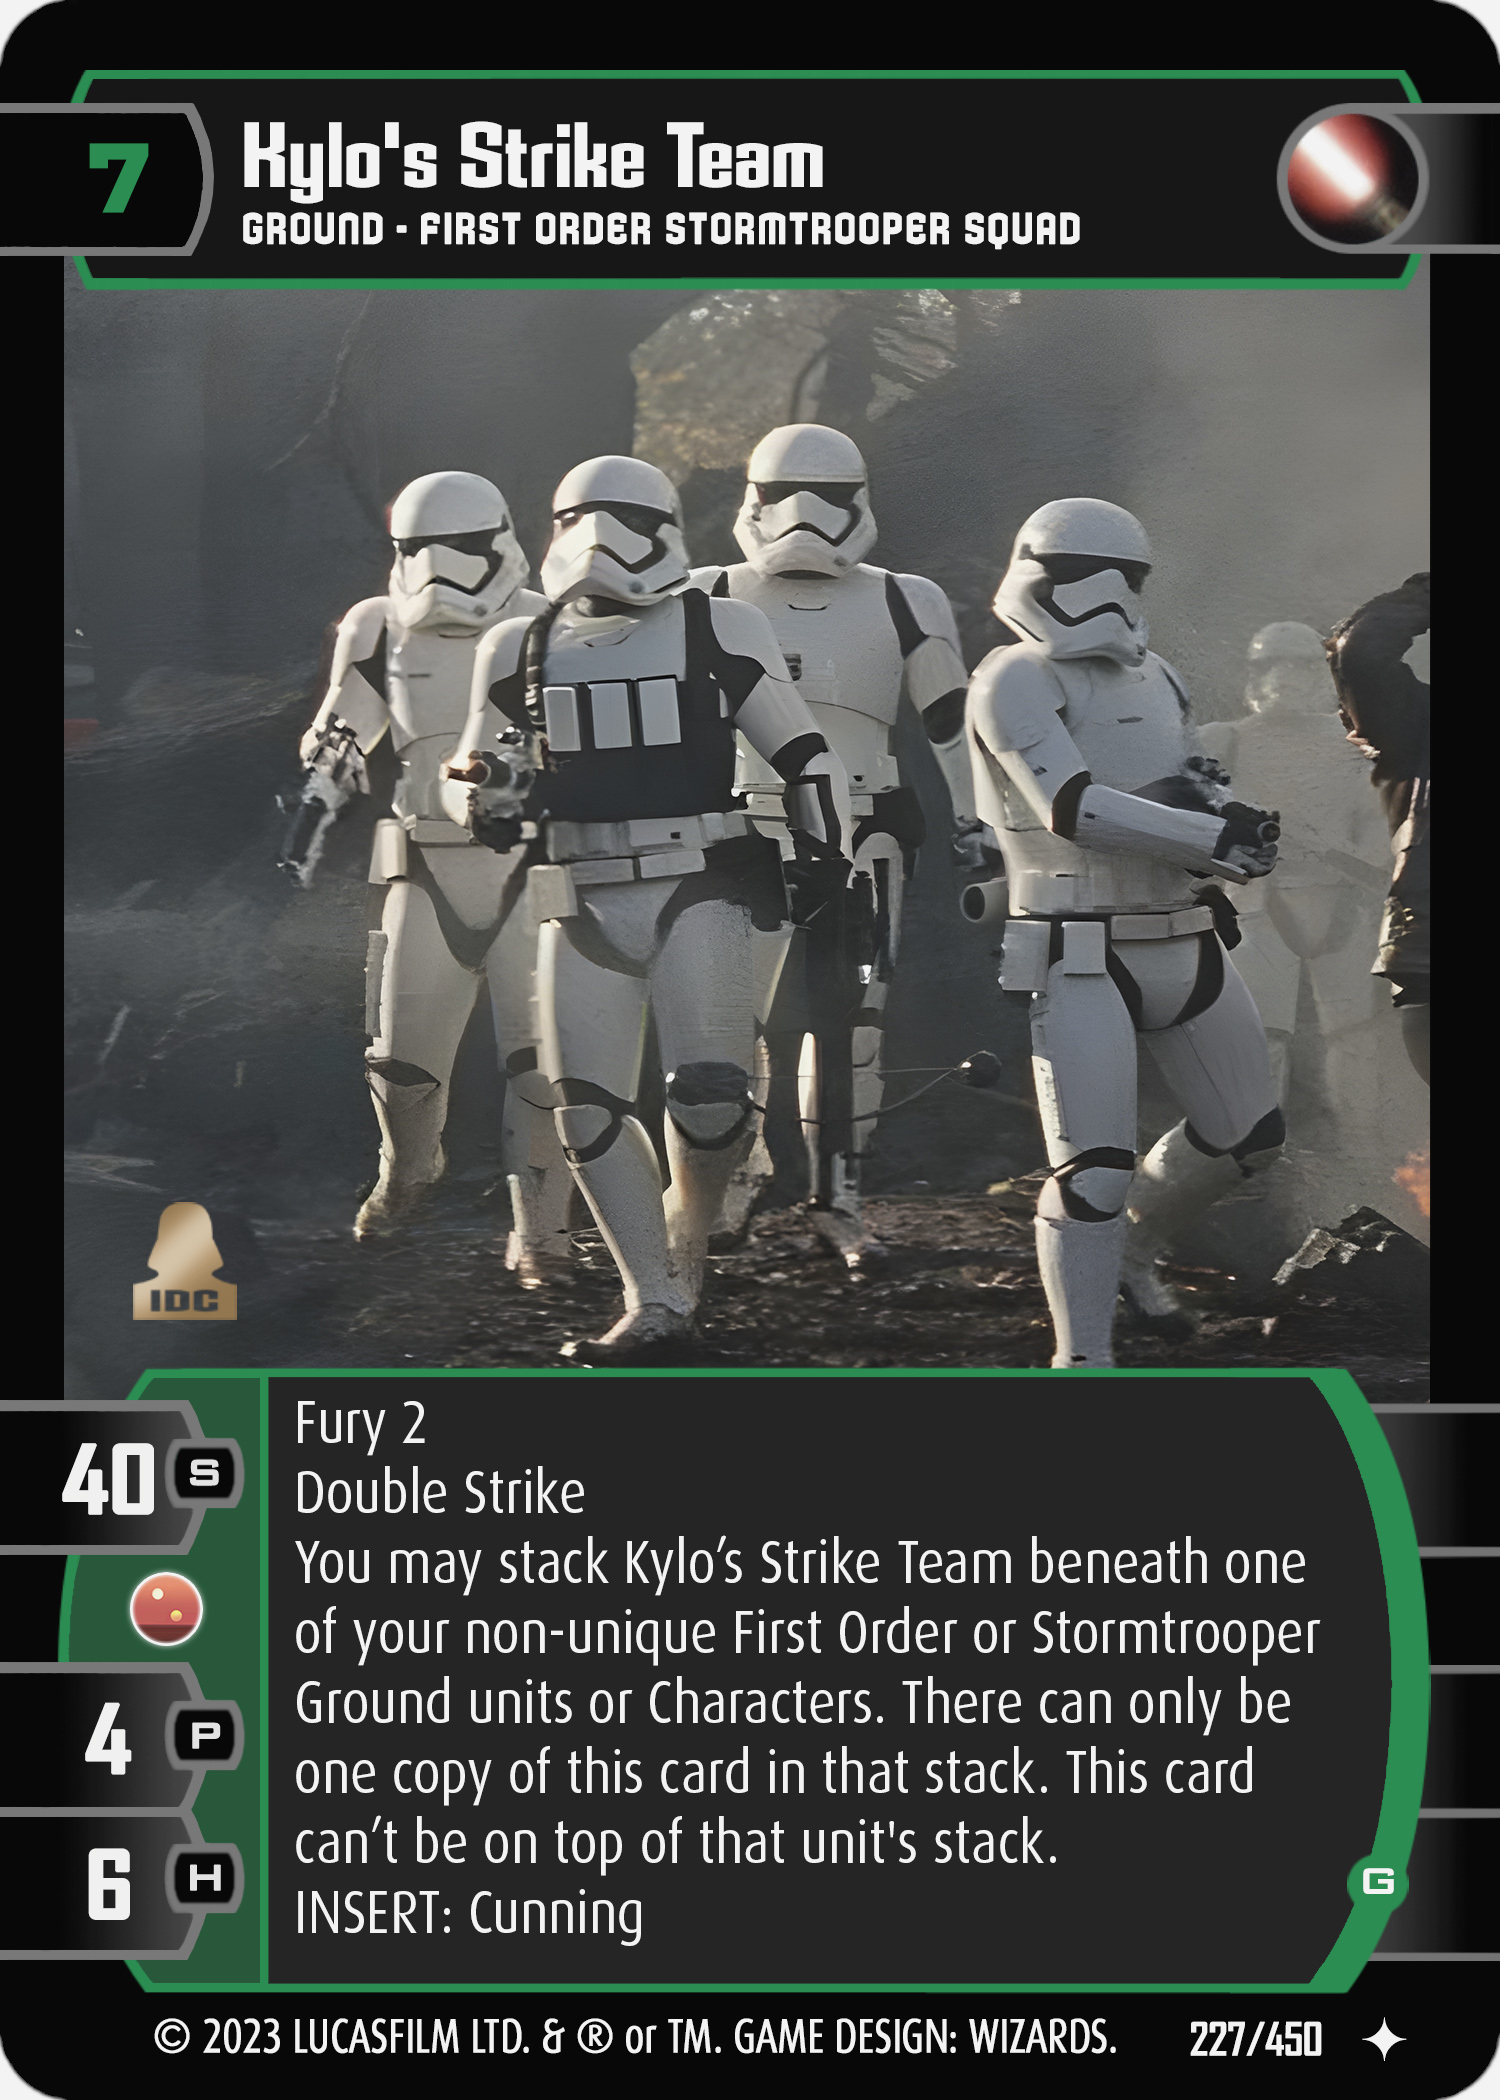 7
Kylo's Strike Team
GROUND - FIRST ORDER STORMTROOPER SQUAD
IDC
40 S
4 P
6 H
Fury 2
Double Strike
You may stack Kylo’s Strike Team beneath one
of your non-unique First Order or Stormtrooper
Ground units or Characters. There can only be
one copy of this card in that stack. This card
can’t be on top of that unit's stack.
INSERT: Cunning
G
© 2023 LUCASFILM LTD. & ® or TM. GAME DESIGN: WIZARDS.
227/450